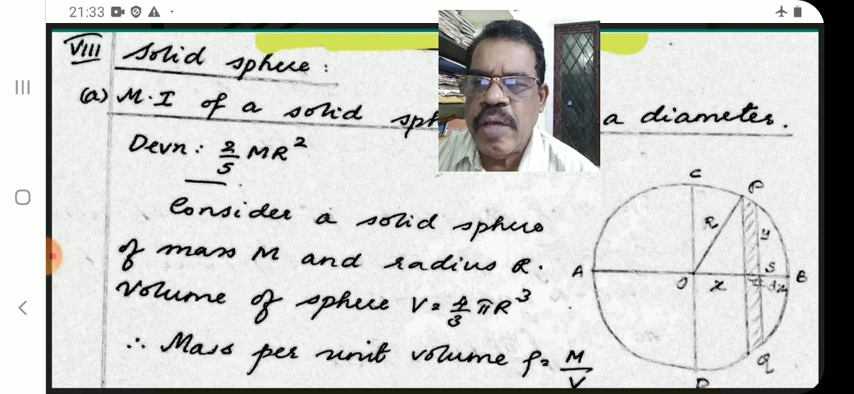 21:33
VIII Solid sphere:
(a) M.I of a solid sph a diameter.
Devn: 2/5 MR²
Consider a solid sphere
of mass M and radius R.
Volume of sphere V = 4/3 πR³
∴ Mass per unit volume ρ = M/V
C
P
R
y
A
O
x
S
dx
B
Q
D